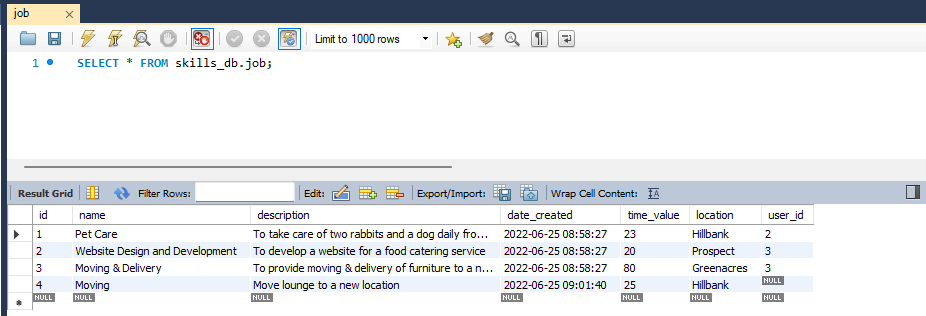 job
Limit to 1000 rows
1 SELECT * FROM skills_db.job;
Result Grid Filter Rows: Edit: Export/Import: Wrap Cell Content: IA
id name description date_created time_value location user_id
1 Pet Care To take care of two rabbits and a dog daily fro... 2022-06-25 08:58:27 23 Hillbank 2
2 Website Design and Development To develop a website for a food catering service 2022-06-25 08:58:27 20 Prospect 3
3 Moving & Delivery To provide moving & delivery of furniture to a n... 2022-06-25 08:58:27 80 Greenacres 3
4 Moving Move lounge to a new location 2022-06-25 09:01:40 25 Hillbank NULL
NULL NULL NULL NULL NULL NULL NULL